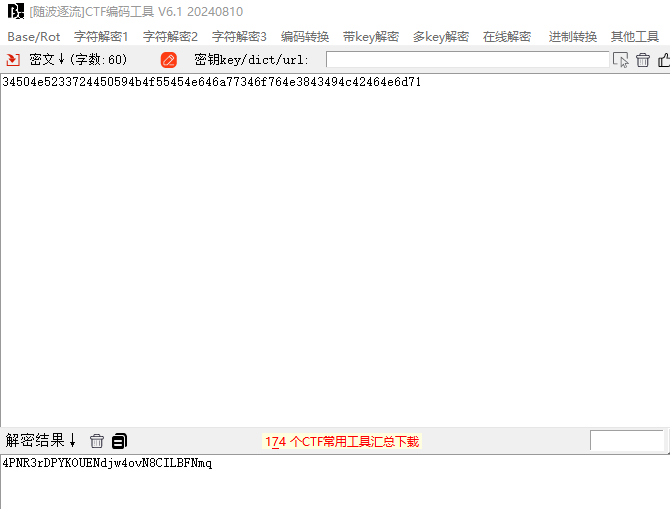 [随波逐流]CTF编码工具 V6.1 20240810
Base/Rot 字符解密1 字符解密2 字符解密3 编码转换 带key解密 多key解密 在线解密 进制转换 其他工具
密文↓(字数:60) 密钥key/dict/url:
34504e5233724450594b4f55454e646a77346f764e3843494c42464e6d71
解密结果↓ 174 个CTF常用工具汇总下载
4PNR3rDPYKOUENdjw4ovN8CILBFNmq